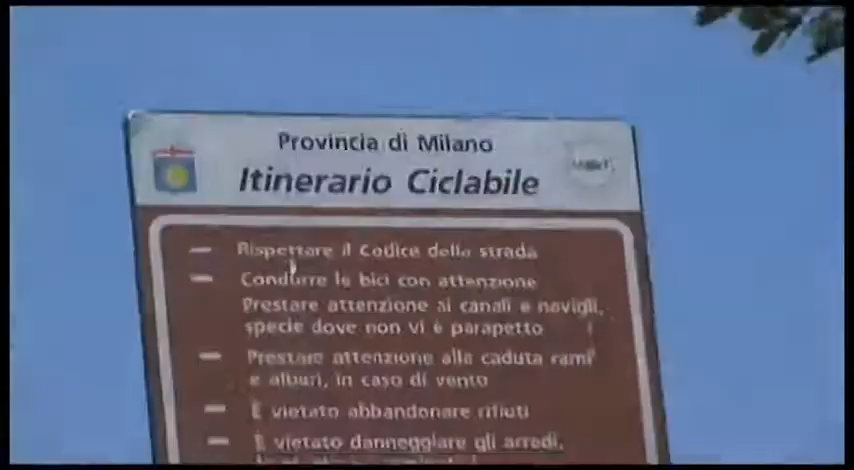 Provincia di Milano
Itinerario Ciclabile
Rispettare il Codice della strada
Condurre le bici con attenzione
Prestare attenzione ai canali e navigli,
specie dove non vi è parapetto
Prestare attenzione alla caduta rami
e alburi, in caso di vento
È vietato abbandonare rifiuti
È vietato danneggiare gli arredi,